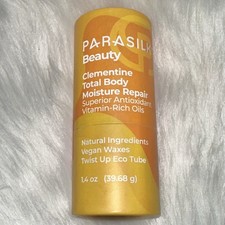 PARASILK
Beauty
Clementine
Total Body
Moisture Repair
Superior Antioxidant
Vitamin-Rich Oils
Natural Ingredients
Vegan Waxes
Twist Up Eco Tube
1.4 oz (39.68 g)